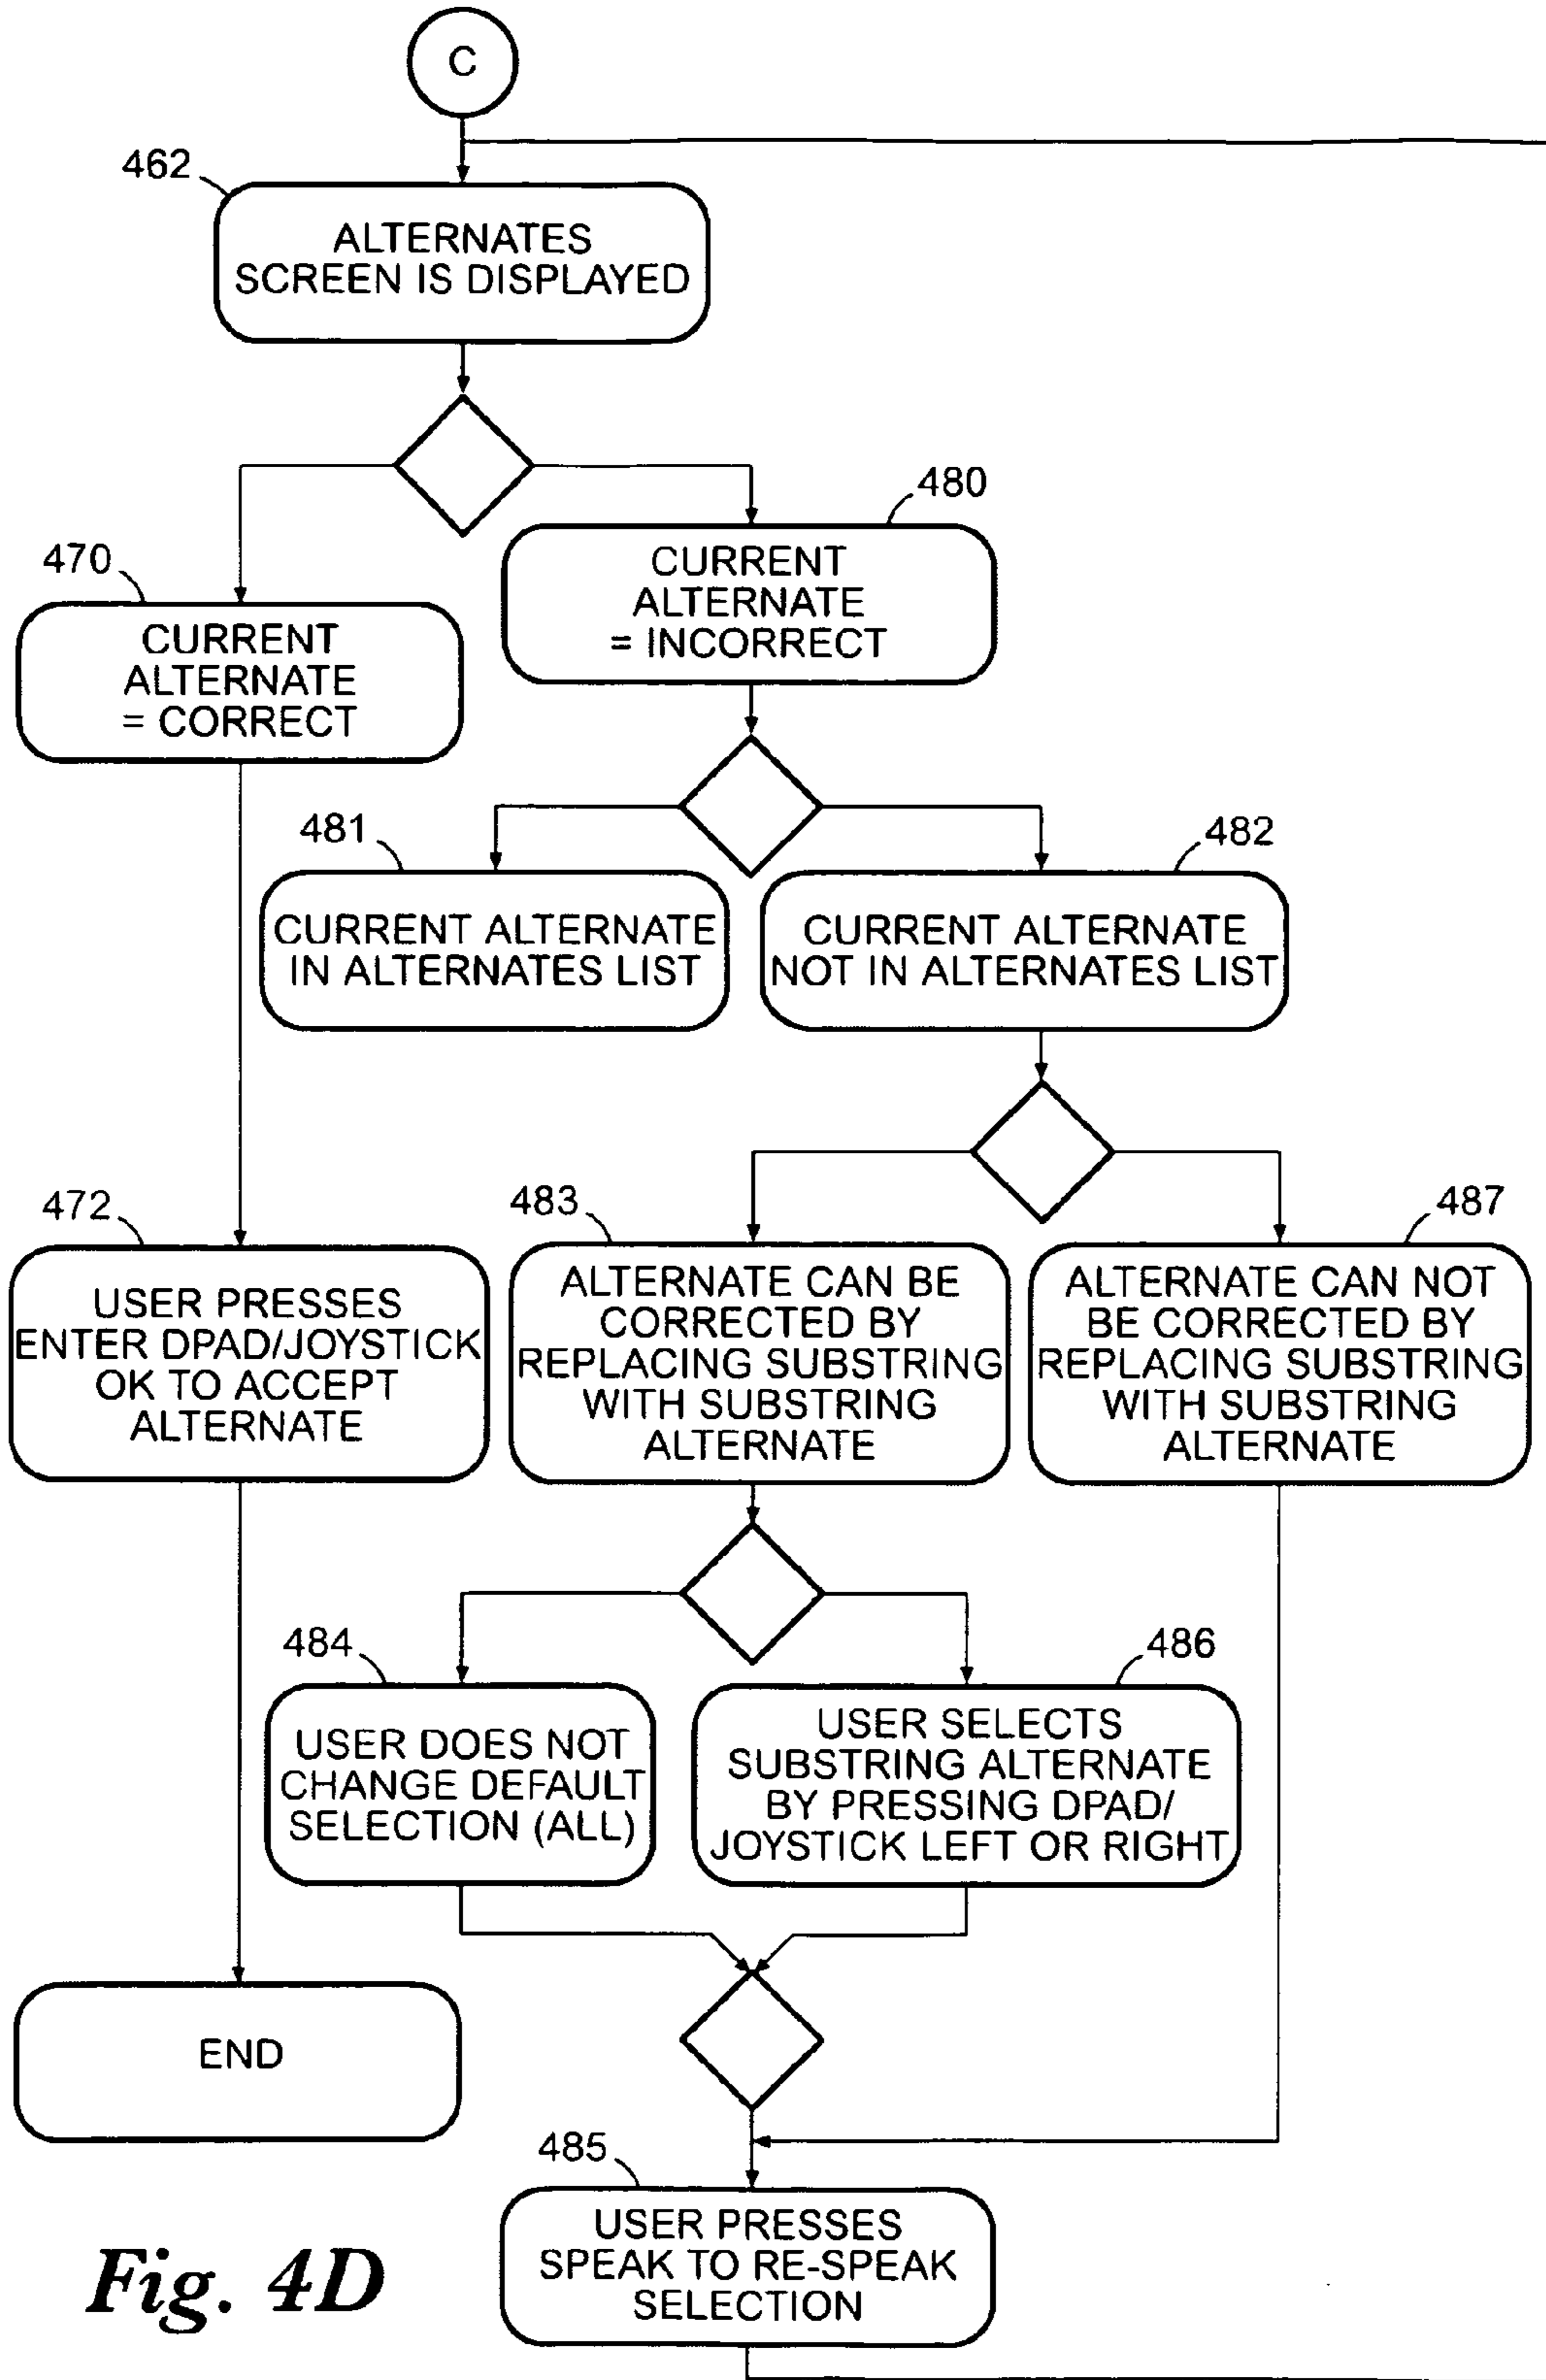 C
462
ALTERNATES
SCREEN IS DISPLAYED
480
CURRENT
ALTERNATE
= INCORRECT
470
CURRENT
ALTERNATE
= CORRECT
481
CURRENT ALTERNATE
IN ALTERNATES LIST
482
CURRENT ALTERNATE
NOT IN ALTERNATES LIST
472
USER PRESSES
ENTER DPAD/JOYSTICK
OK TO ACCEPT
ALTERNATE
483
ALTERNATE CAN BE
CORRECTED BY
REPLACING SUBSTRING
WITH SUBSTRING
ALTERNATE
487
ALTERNATE CAN NOT
BE CORRECTED BY
REPLACING SUBSTRING
WITH SUBSTRING
ALTERNATE
484
USER DOES NOT
CHANGE DEFAULT
SELECTION (ALL)
486
USER SELECTS
SUBSTRING ALTERNATE
BY PRESSING DPAD/
JOYSTICK LEFT OR RIGHT
END
485
USER PRESSES
SPEAK TO RE-SPEAK
SELECTION
Fig. 4D